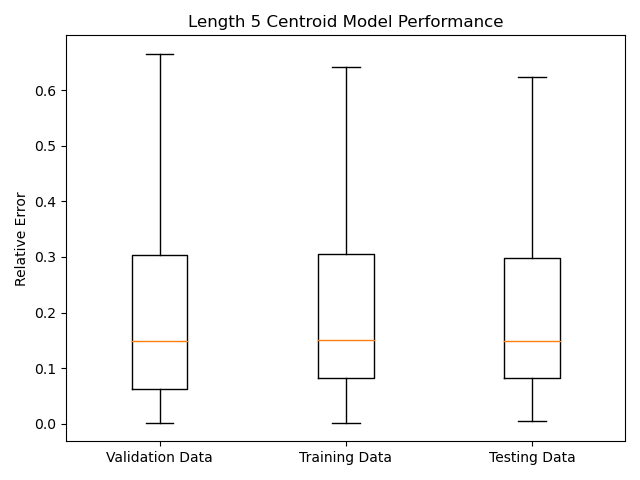 Length 5 Centroid Model Performance
Relative Error
0.6
0.5
0.4
0.3
0.2
0.1
0.0
Validation Data
Training Data
Testing Data